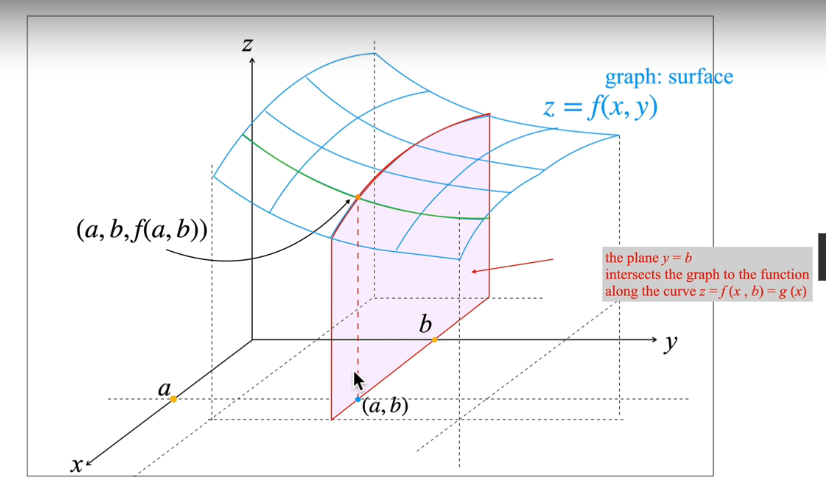 z
graph: surface
z = f(x, y)
(a, b, f(a, b))
the plane y = b
intersects the graph to the function
along the curve z = f (x , b) = g (x)
b
y
a
(a, b)
x